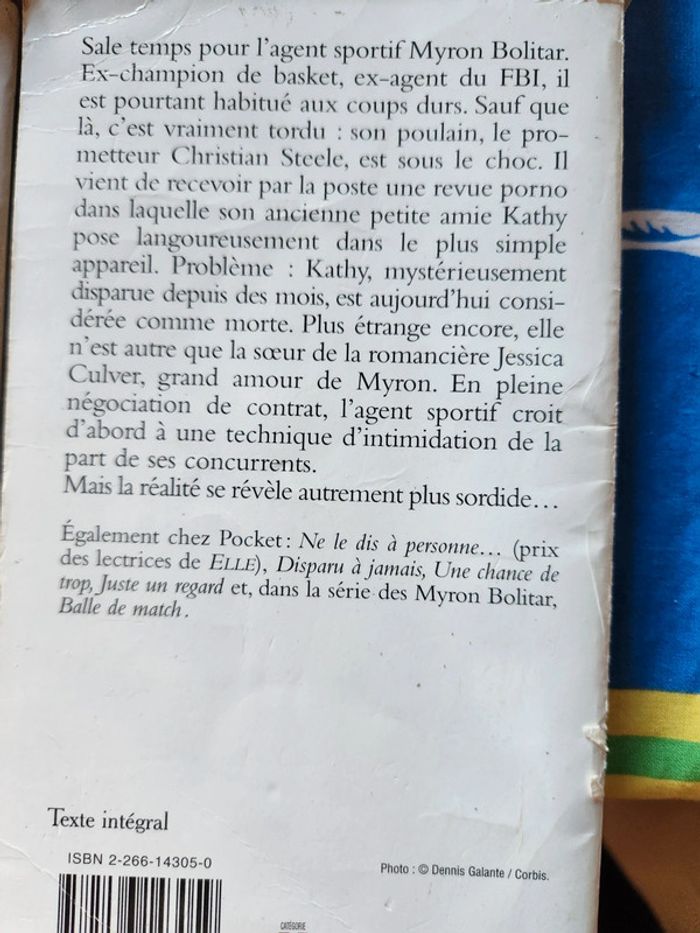 Sale temps pour l'agent sportif Myron Bolitar.
Ex-champion de basket, ex-agent du FBI, il
est pourtant habitué aux coups durs. Sauf que
là, c'est vraiment tordu : son poulain, le pro-
metteur Christian Steele, est sous le choc. Il
vient de recevoir par la poste une revue porno
dans laquelle son ancienne petite amie Kathy
pose langoureusement dans le plus simple
appareil. Problème : Kathy, mystérieusement
disparue depuis des mois, est aujourd'hui consi-
dérée comme morte. Plus étrange encore, elle
n'est autre que la sœur de la romancière Jessica
Culver, grand amour de Myron. En pleine
négociation de contrat, l'agent sportif croit
d'abord à une technique d'intimidation de la
part de ses concurrents.
Mais la réalité se révèle autrement plus sordide…
Également chez Pocket : Ne le dis à personne… (prix
des lectrices de ELLE), Disparu à jamais, Une chance de
trop, Juste un regard et, dans la série des Myron Bolitar,
Balle de match.
Texte intégral
ISBN 2-266-14305-0
Photo : © Dennis Galante / Corbis.
CATÉGORIE